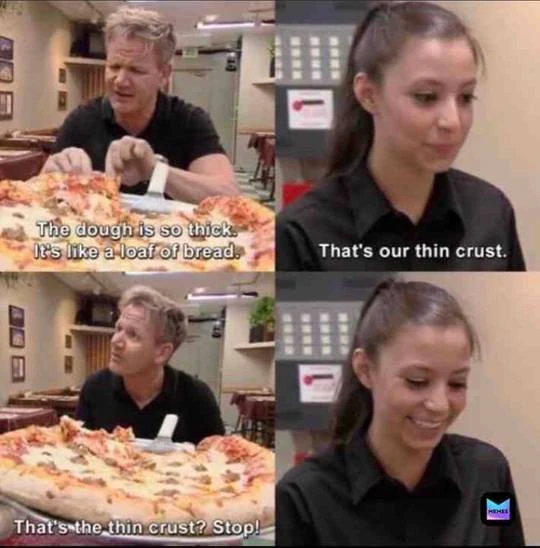 The dough is so thick.
It's like a loaf of bread.
That's our thin crust.
That's the thin crust? Stop!
MEMES